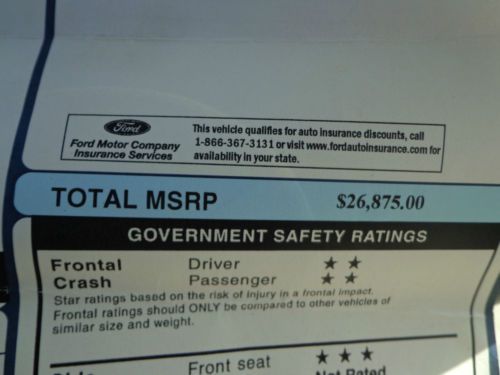 Ford
Ford Motor Company
Insurance Services
This vehicle qualifies for auto insurance discounts, call
1-866-367-3131 or visit www.fordautoinsurance.com for
availability in your state.
TOTAL MSRP $26,875.00
GOVERNMENT SAFETY RATINGS
Frontal Driver ★ ★
Crash Passenger ★ ★
Star ratings based on the risk of injury in a frontal impact.
Frontal ratings should ONLY be compared to other vehicles of
similar size and weight.
Front seat ★ ★ ★
Not Rated